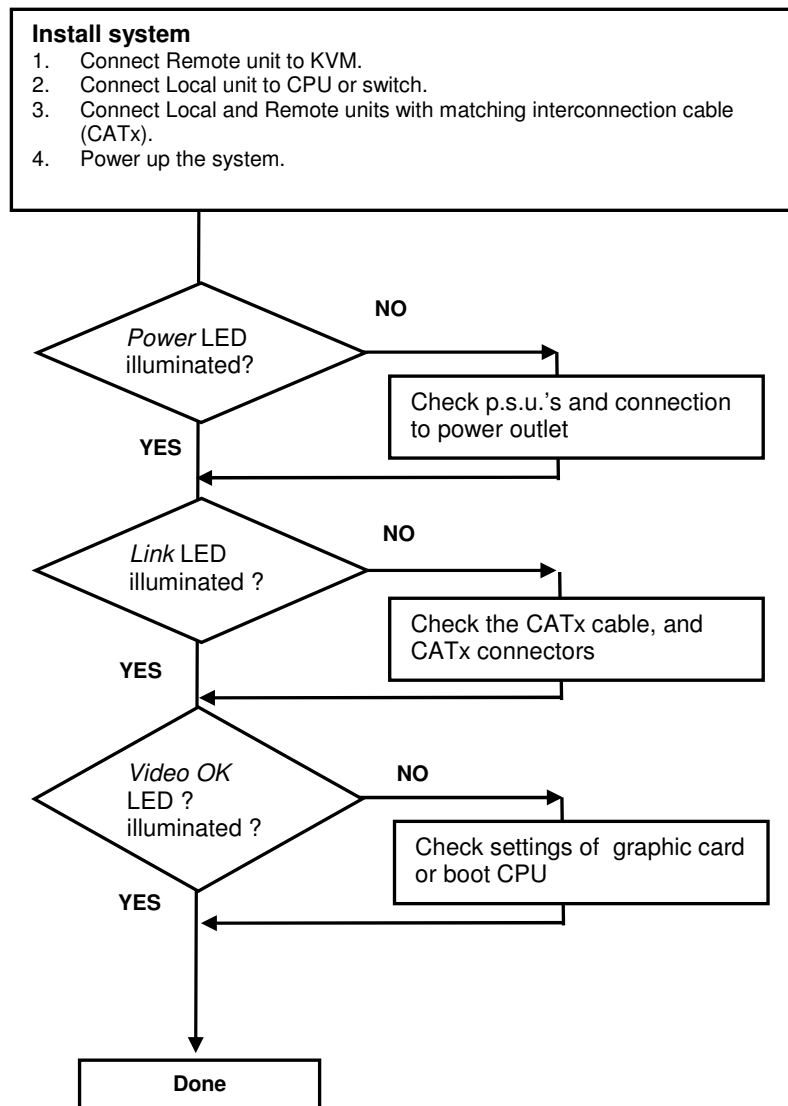 Install system
1. Connect Remote unit to KVM.
2. Connect Local unit to CPU or switch.
3. Connect Local and Remote units with matching interconnection cable
(CATx).
4. Power up the system.
NO
Power LED
illuminated?
Check p.s.u.'s and connection
to power outlet
YES
NO
Link LED
illuminated ?
Check the CATx cable, and
CATx connectors
YES
Video OK
LED ?
illuminated ?
NO
Check settings of graphic card
or boot CPU
YES
Done